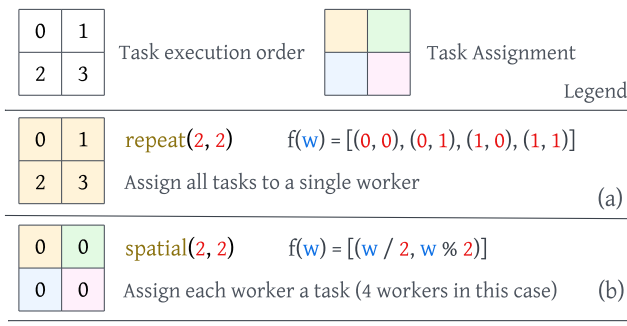 0 1
2 3
Task execution order
Task Assignment
Legend
0 1
2 3
repeat(2, 2) f(w) = [(0, 0), (0, 1), (1, 0), (1, 1)]
Assign all tasks to a single worker
(a)
0 0
0 0
spatial(2, 2) f(w) = [(w / 2, w % 2)]
Assign each worker a task (4 workers in this case)
(b)